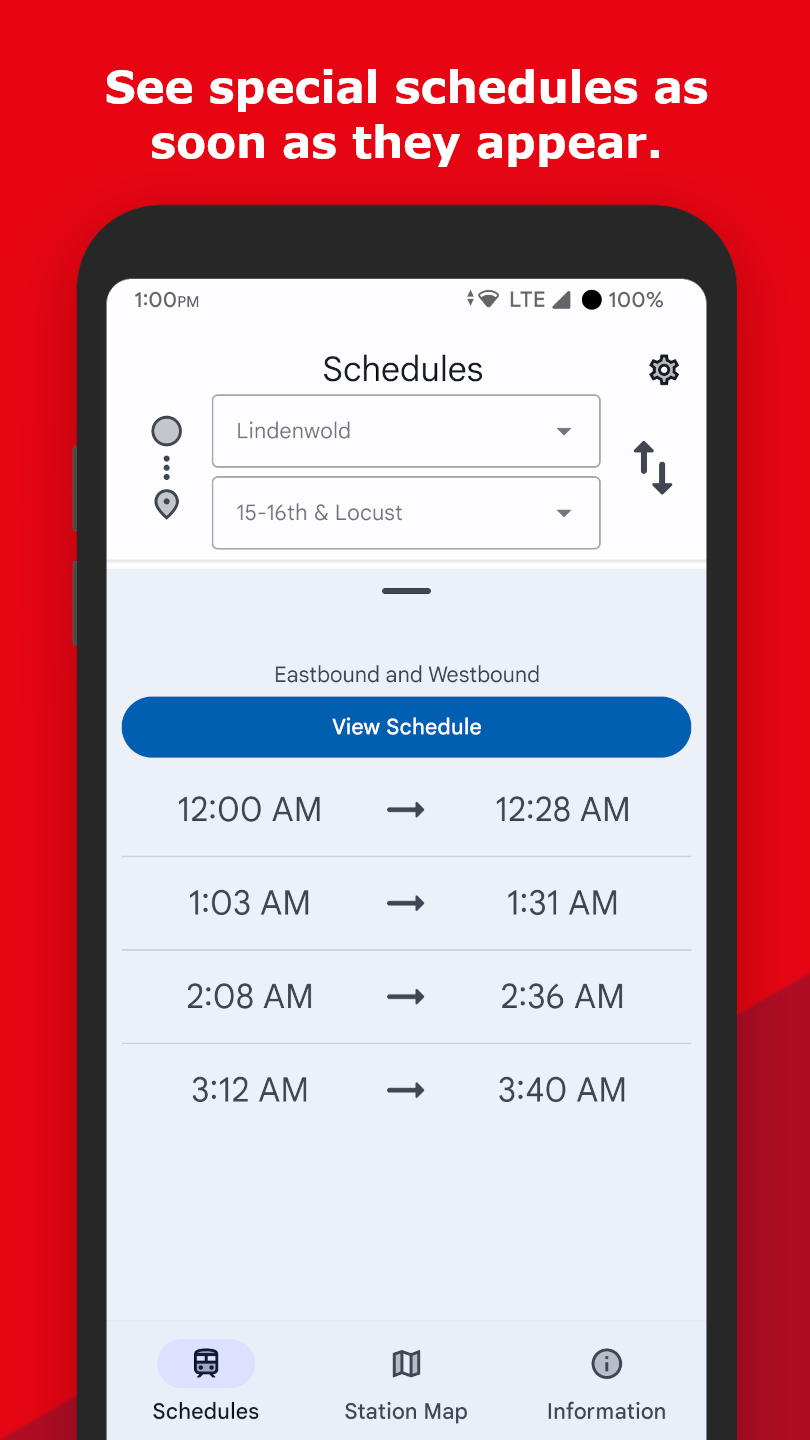 See special schedules as
soon as they appear.
1:00PM LTE 100%
Schedules
Lindenwold
15-16th & Locust
Eastbound and Westbound
View Schedule
12:00 AM 12:28 AM
1:03 AM 1:31 AM
2:08 AM 2:36 AM
3:12 AM 3:40 AM
Schedules Station Map Information